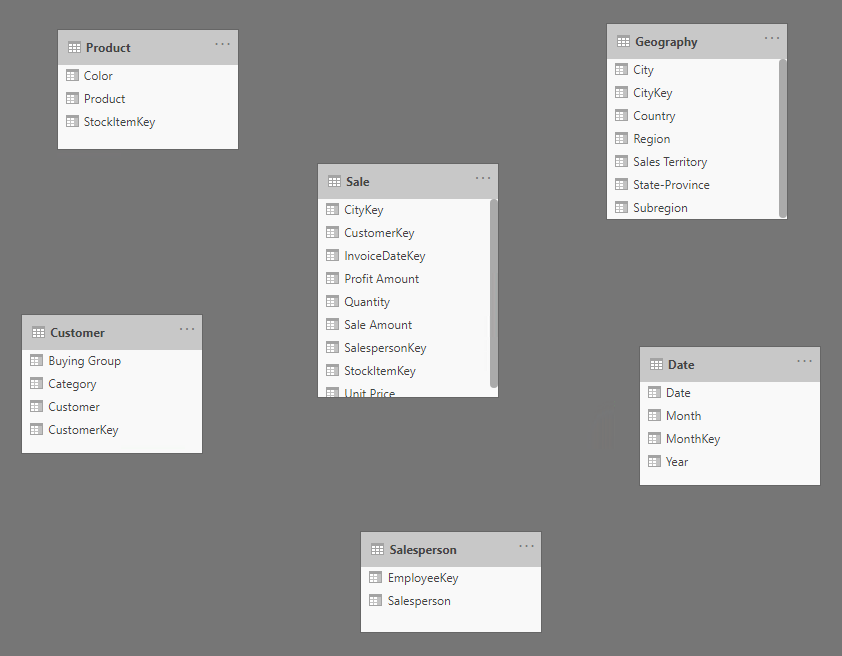 Product
Color
Product
StockItemKey
Geography
City
CityKey
Country
Region
Sales Territory
State-Province
Subregion
Sale
CityKey
CustomerKey
InvoiceDateKey
Profit Amount
Quantity
Sale Amount
SalespersonKey
StockItemKey
Unit Price
Customer
Buying Group
Category
Customer
CustomerKey
Date
Date
Month
MonthKey
Year
Salesperson
EmployeeKey
Salesperson